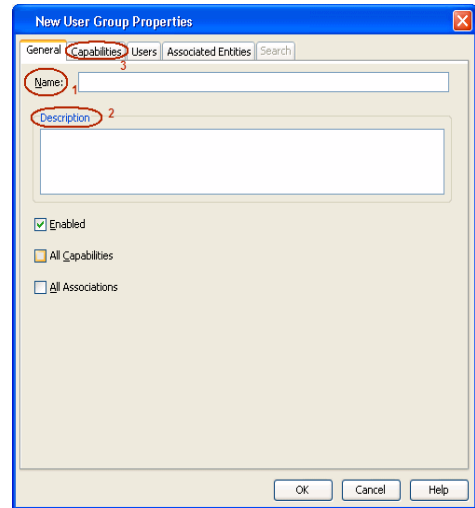 New User Group Properties
General Capabilities Users Associated Entities Search
3
Name: 1
Description 2
Enabled
All Capabilities
All Associations
OK Cancel Help